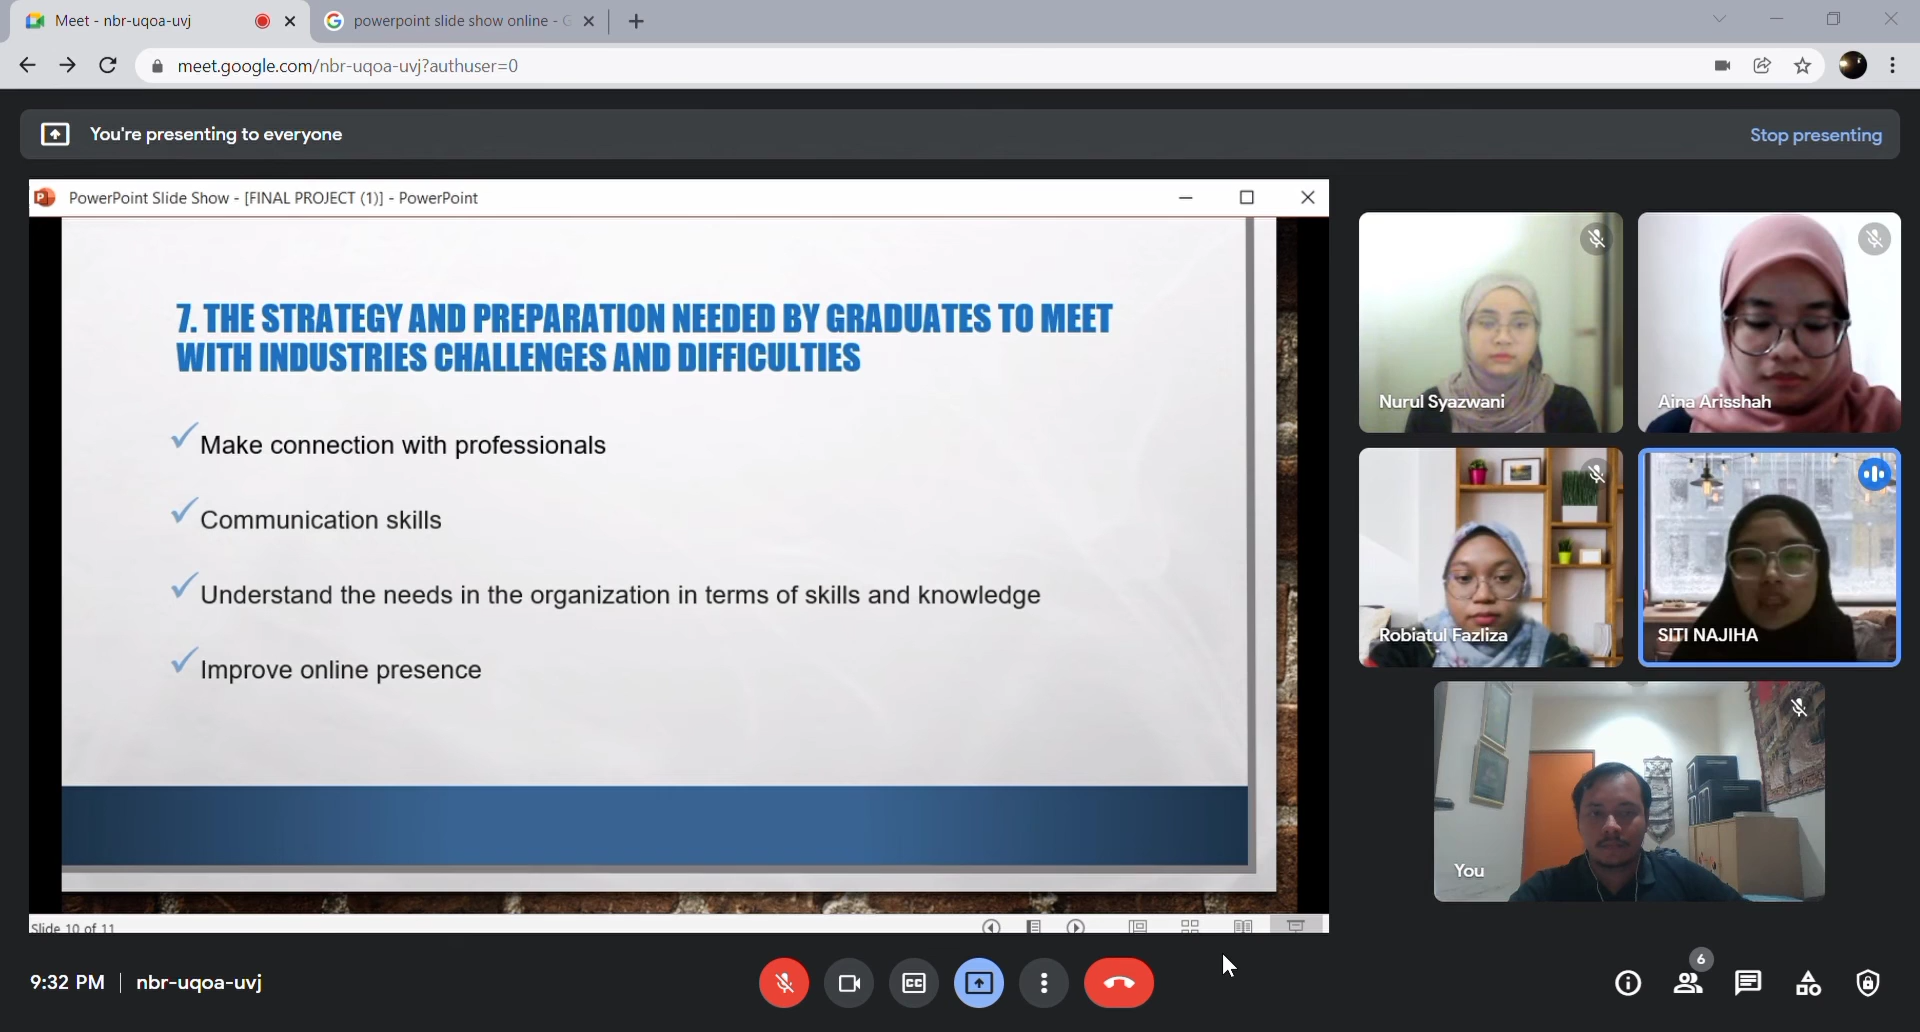 Meet - nbr-uqoa-uvj
powerpoint slide show online - G
meet.google.com/nbr-uqoa-uvj?authuser=0
You're presenting to everyone
Stop presenting
PowerPoint Slide Show - [FINAL PROJECT (1)] - PowerPoint
7. THE STRATEGY AND PREPARATION NEEDED BY GRADUATES TO MEET
WITH INDUSTRIES CHALLENGES AND DIFFICULTIES
Make connection with professionals
Communication skills
Understand the needs in the organization in terms of skills and knowledge
Improve online presence
Slide 10 of 11
Nurul Syazwani
Aina Arisshah
Robiatul Fazliza
SITI NAJIHA
You
9:32 PM
nbr-uqoa-uvj
CC
6